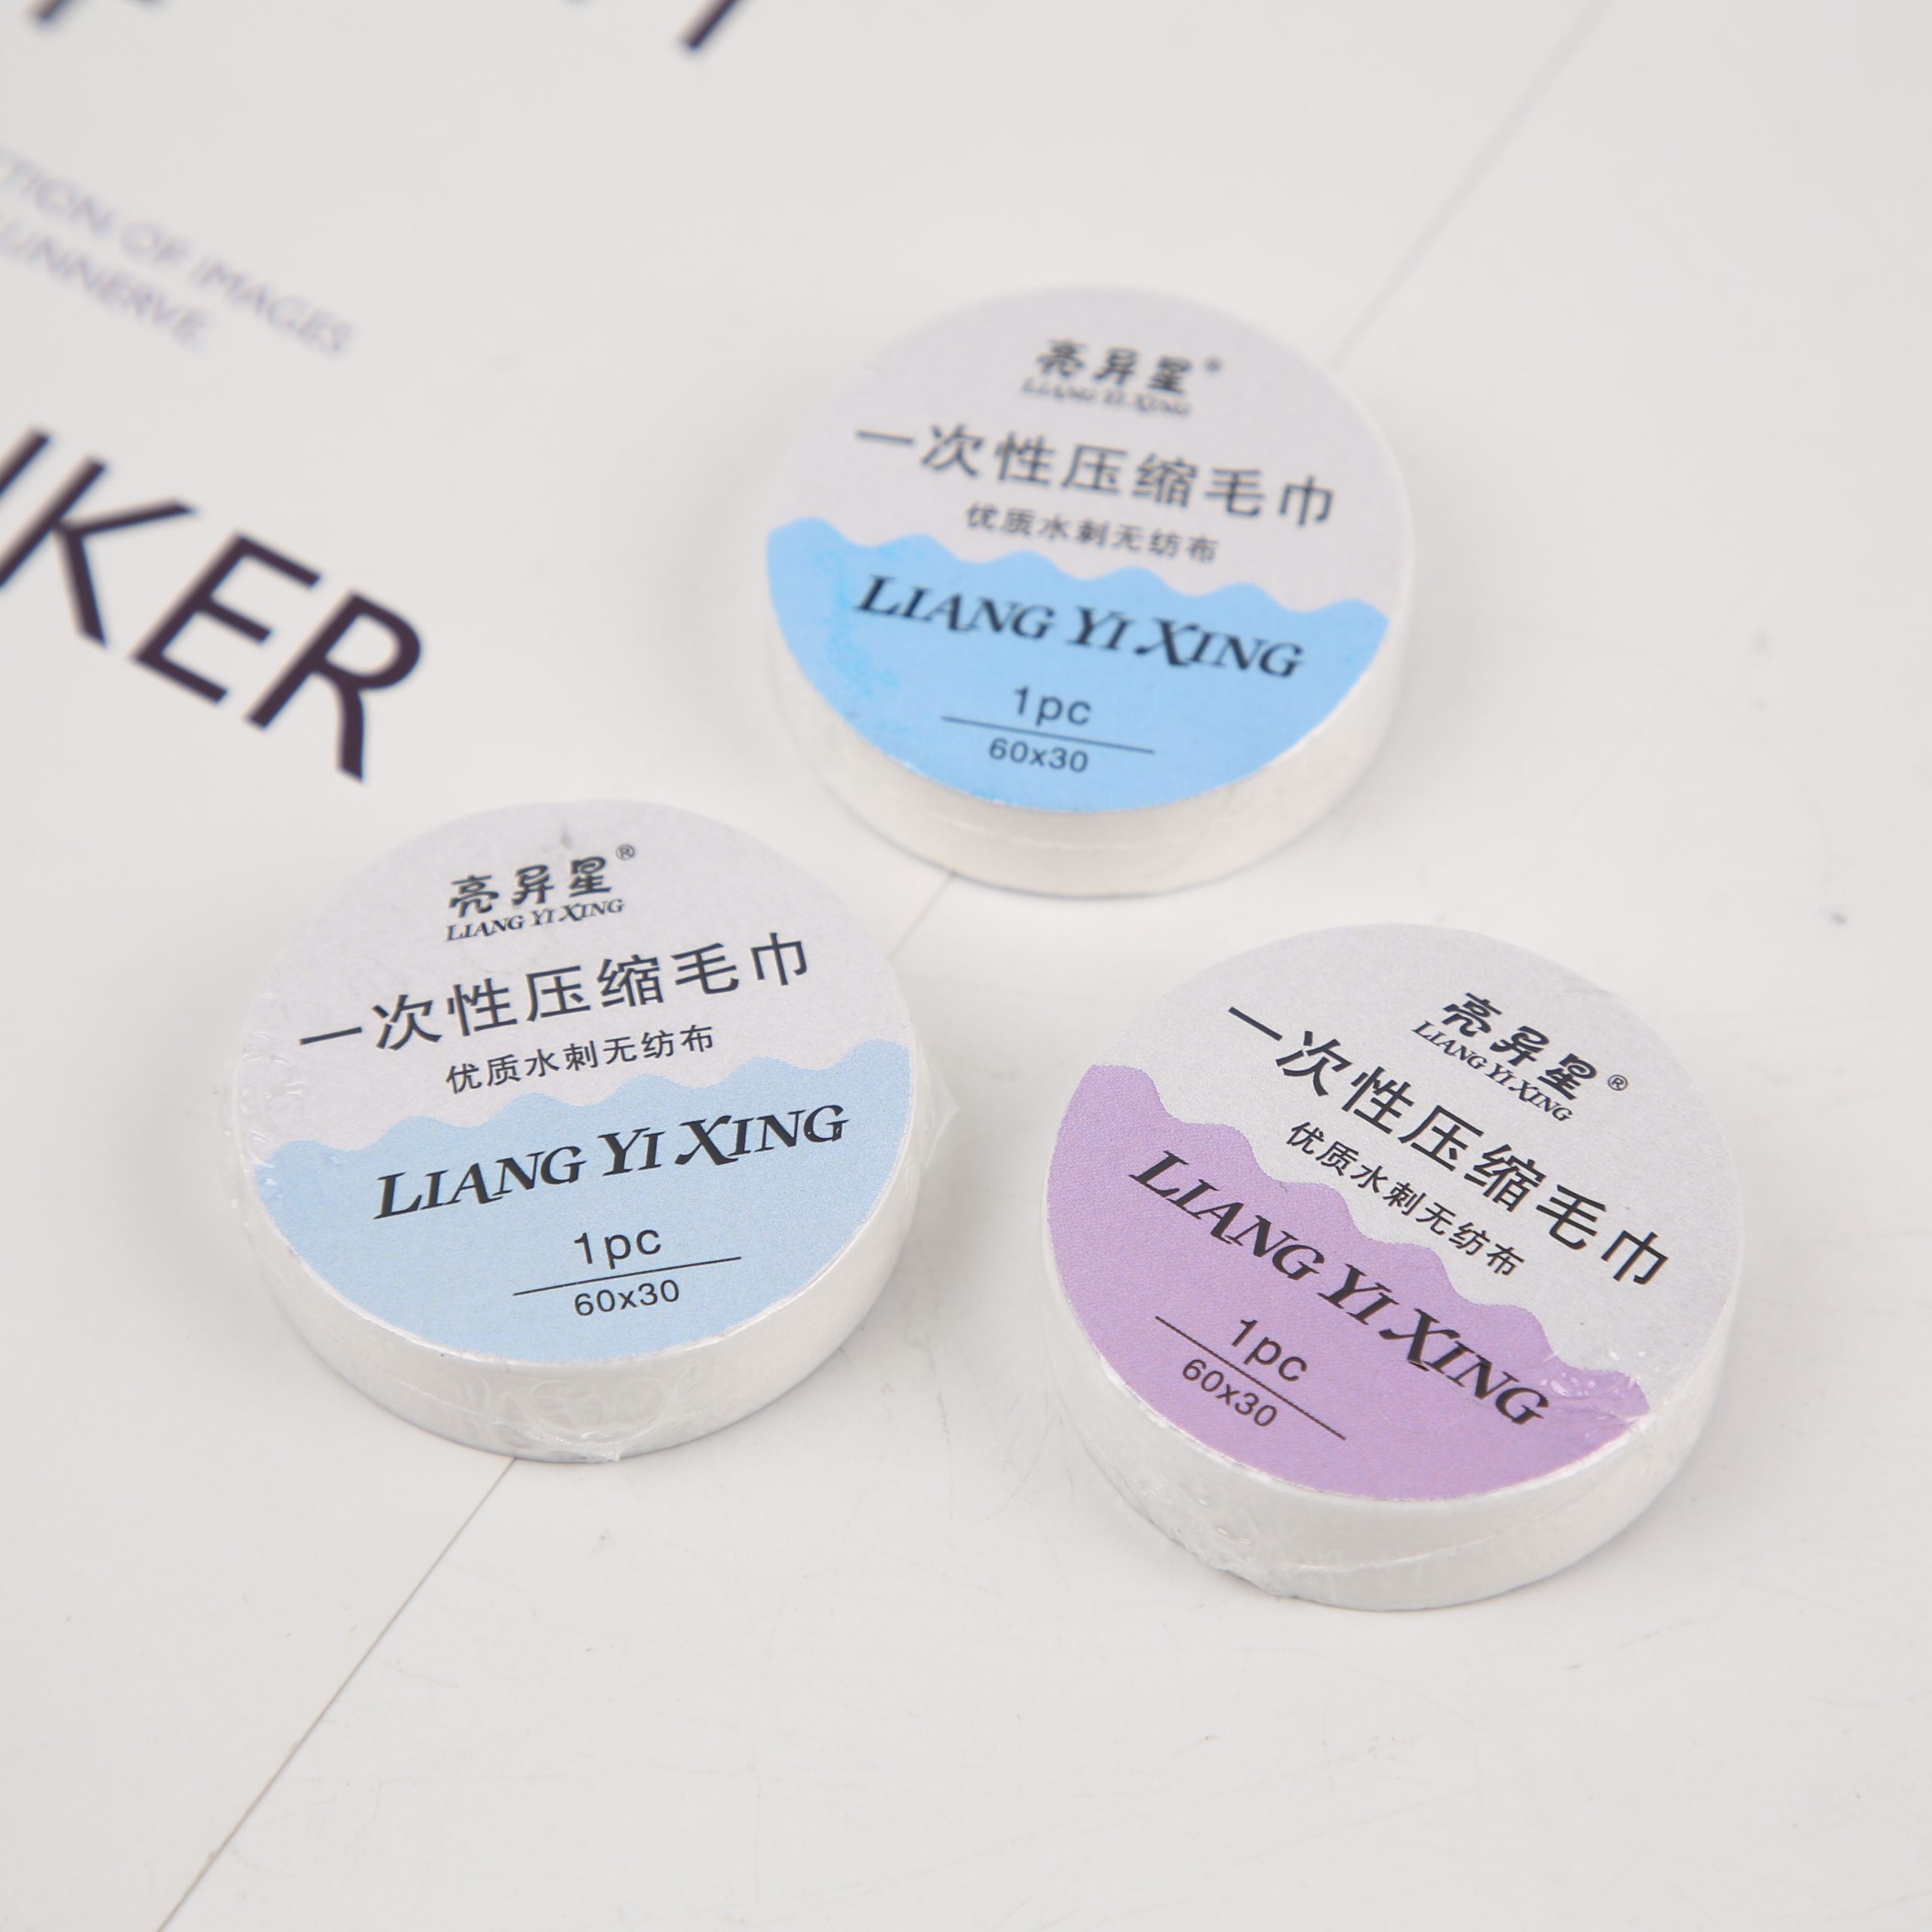 TION OF IMAGES
UNNERVE.
KER
亮异星®
LIANG YI XING
一次性压缩毛巾
优质水刺无纺布
LIANG YI XING
1pc
60x30
亮异星®
LIANG YI XING
一次性压缩毛巾
优质水刺无纺布
LIANG YI XING
1pc
60x30
亮异星®
LIANG YI XING
一次性压缩毛巾
优质水刺无纺布
LIANG YI XING
1pc
60x30